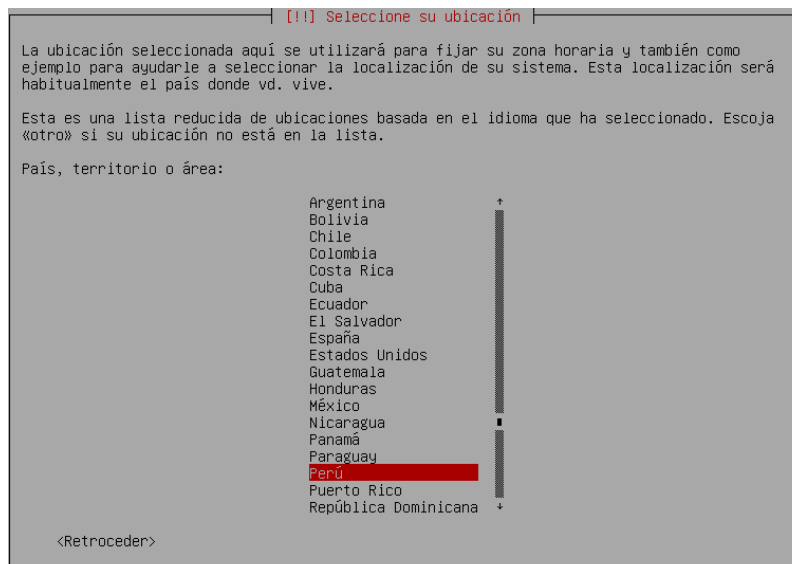 [!!] Seleccione su ubicación
La ubicación seleccionada aquí se utilizará para fijar su zona horaria y también como
ejemplo para ayudarle a seleccionar la localización de su sistema. Esta localización será
habitualmente el país donde vd. vive.
Esta es una lista reducida de ubicaciones basada en el idioma que ha seleccionado. Escoja
«otro» si su ubicación no está en la lista.
País, territorio o área:
Argentina
Bolivia
Chile
Colombia
Costa Rica
Cuba
Ecuador
El Salvador
España
Estados Unidos
Guatemala
Honduras
México
Nicaragua
Panamá
Paraguay
Perú
Puerto Rico
República Dominicana
<Retroceder>